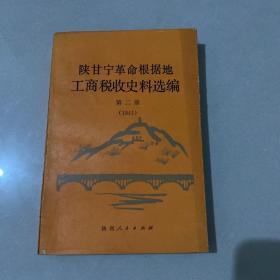 陕甘宁革命根据地
工商税收史料选编
第二册
(1941)
陕西人民出版社